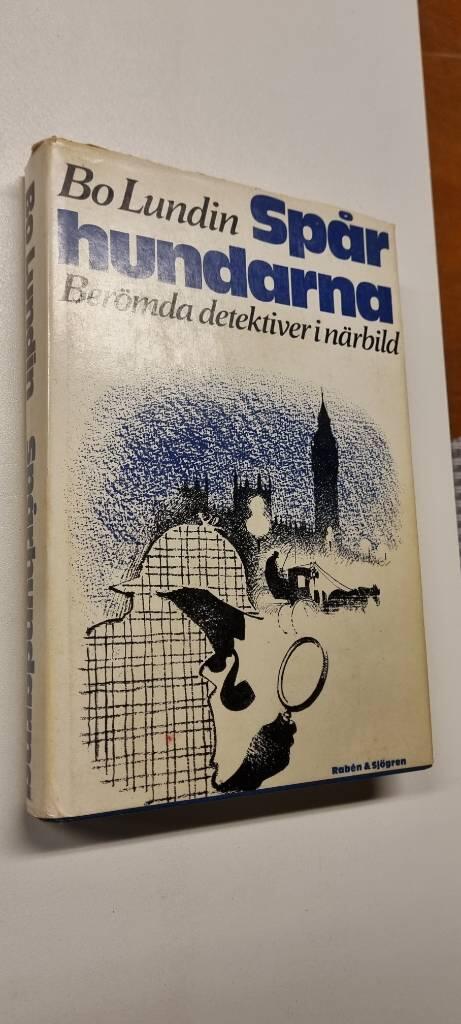 Bo Lundin Spår
hundarna
Berömda detektiver i närbild
Rabén & Sjögren
Bo Lundin Spårhundarna